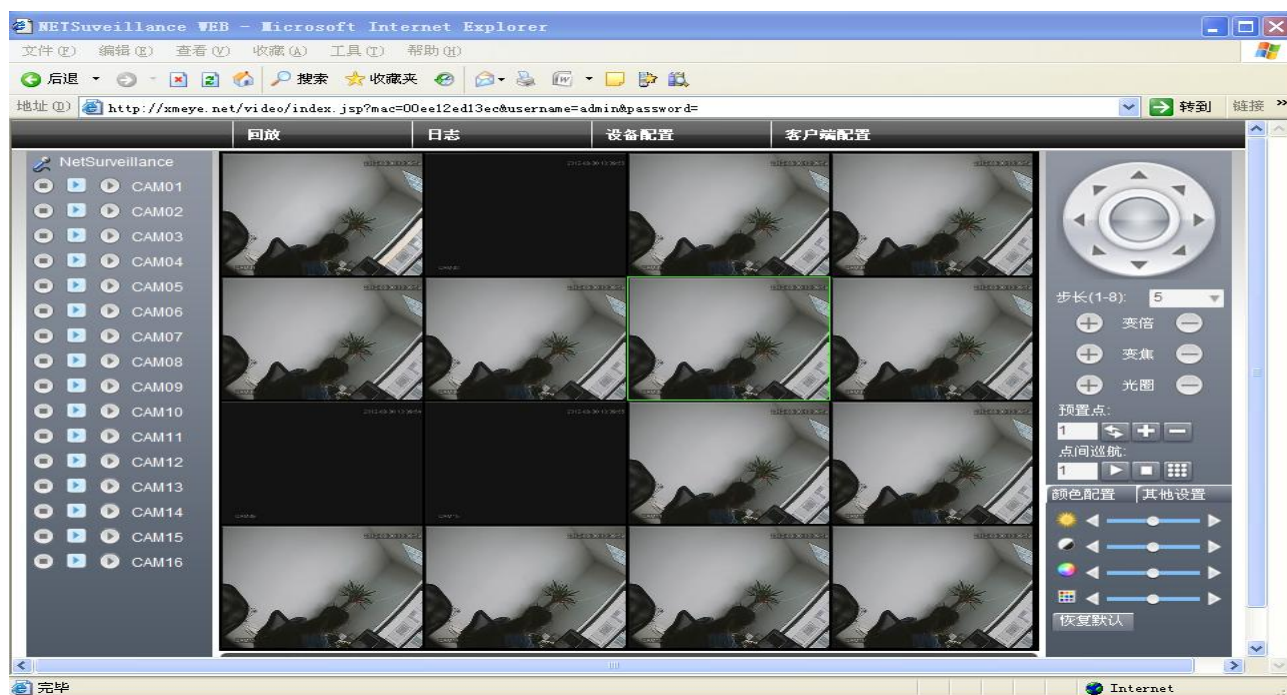 NETSuveillance WEB - Microsoft Internet Explorer
文件(F) 编辑(E) 查看(V) 收藏(A) 工具(T) 帮助(H)
后退 搜索 收藏夹
地址(D) http://xmeye.net/video/index.jsp?mac=00ee12ed13ec&username=admin&password= 转到 链接 »
回放 日志 设备配置 客户端配置
NetSurveillance
CAM01
CAM02
CAM03
CAM04
CAM05
CAM06
CAM07
CAM08
CAM09
CAM10
CAM11
CAM12
CAM13
CAM14
CAM15
CAM16
步长(1-8): 5
变倍
变焦
光圈
预置点:
1
点间巡航:
1
颜色配置 其他设置
恢复默认
完毕 Internet